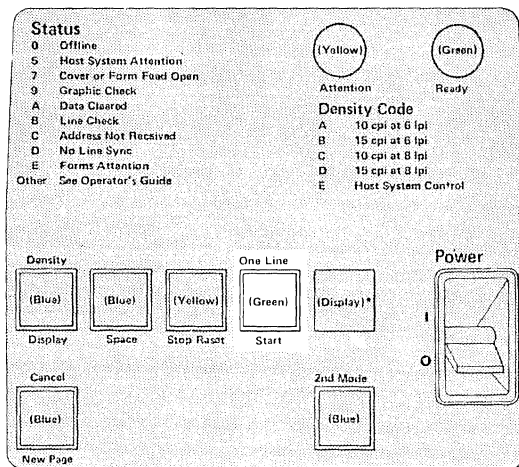 Status
0 Offline
5 Host System Attention
7 Cover or Form Feed Open
9 Graphic Check
A Data Cleared
B Line Check
C Address Not Received
D No Line Sync
E Forms Attention
Other See Operator's Guide
(Yellow)
Attention
(Green)
Ready
Density Code
A 10 cpi at 6 lpi
B 15 cpi at 6 lpi
C 10 cpi at 8 lpi
D 15 cpi at 8 lpi
E Host System Control
Density
(Blue)
Display
(Blue)
Space
(Yellow)
Stop Reset
One Line
(Green)
Start
(Display)*
Power
I
O
Cancel
(Blue)
New Page
2nd Mode
(Blue)